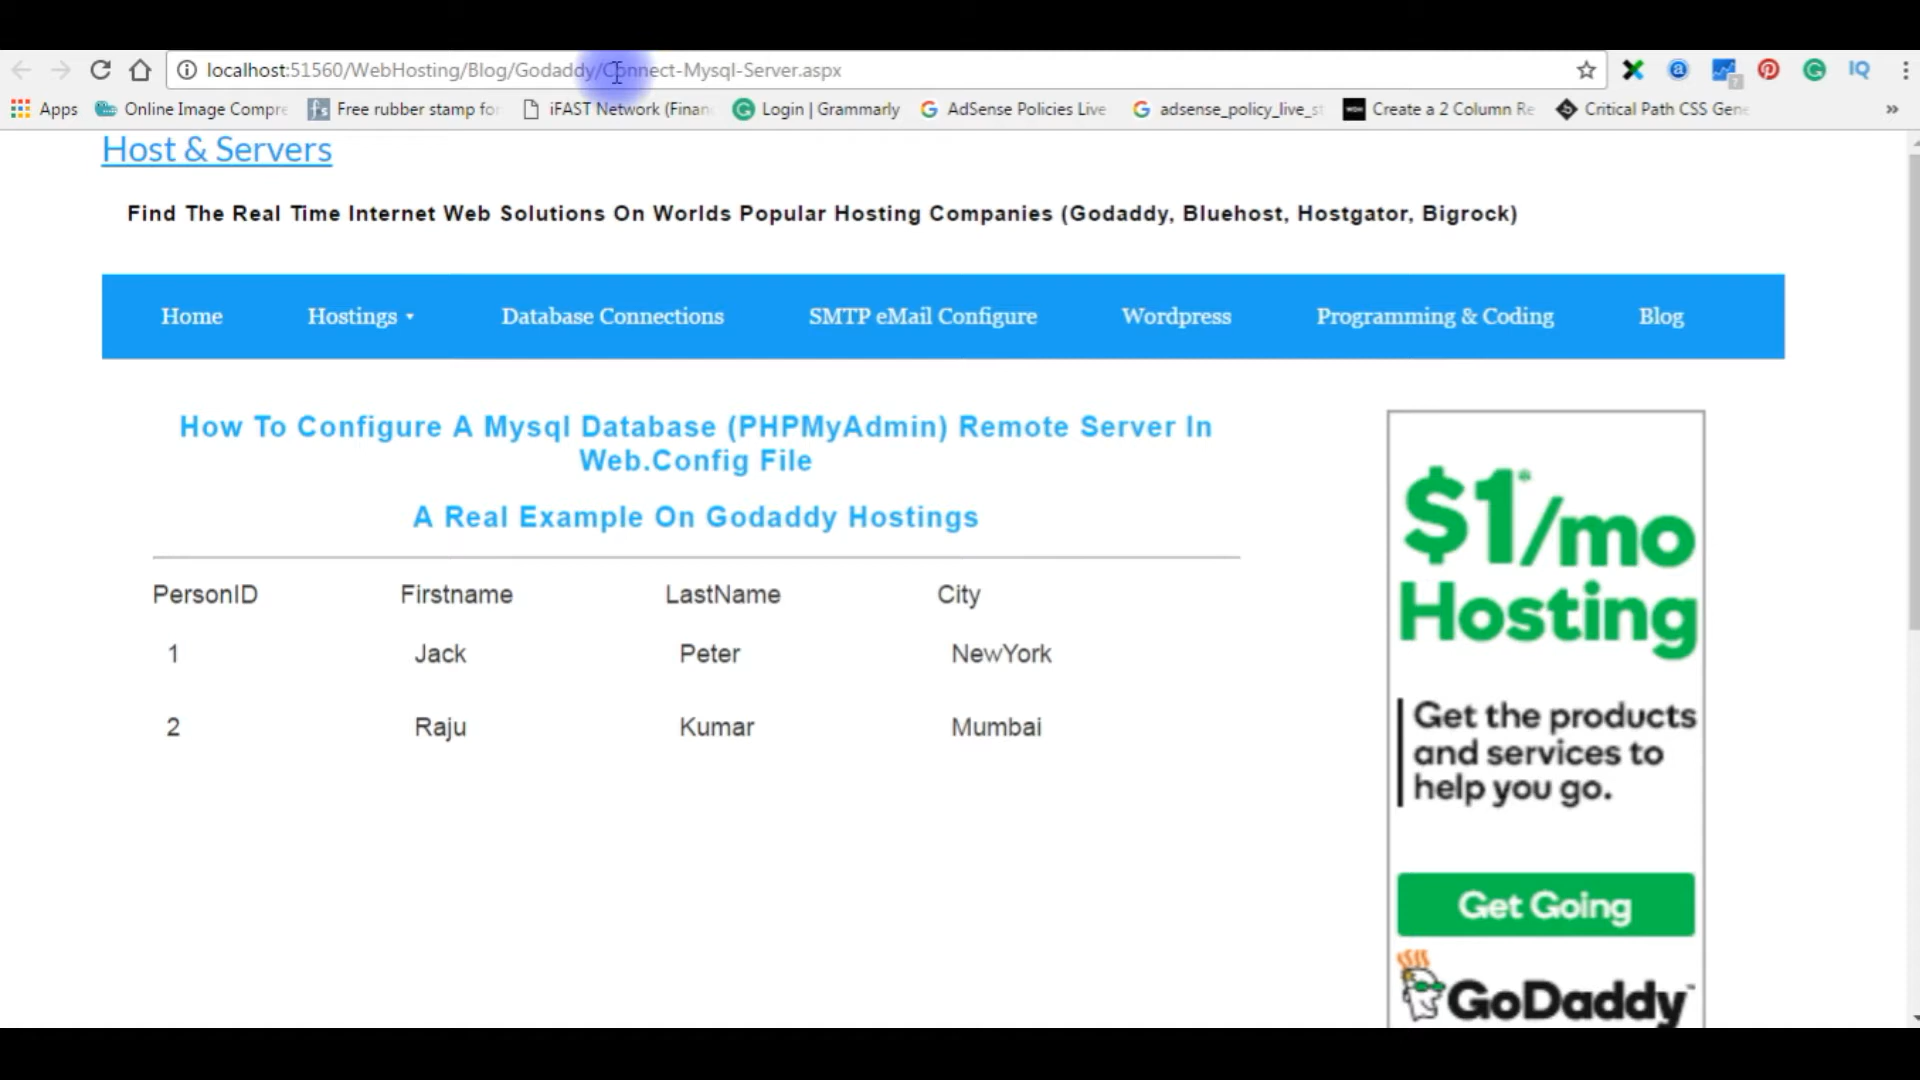 localhost:51560/WebHosting/Blog/Godaddy/Connect-Mysql-Server.aspx
Apps Online Image Compre Free rubber stamp fo iFAST Network (Finan Login | Grammarly AdSense Policies Live adsense_policy_live_s Create a 2 Column Re Critical Path CSS Gene »
Host & Servers
Find The Real Time Internet Web Solutions On Worlds Popular Hosting Companies (Godaddy, Bluehost, Hostgator, Bigrock)
Home Hostings Database Connections SMTP eMail Configure Wordpress Programming & Coding Blog
How To Configure A Mysql Database (PHPMyAdmin) Remote Server In
Web.Config File
A Real Example On Godaddy Hostings
PersonID Firstname LastName City
1 Jack Peter NewYork
2 Raju Kumar Mumbai
$1*/mo
Hosting
Get the products
and services to
help you go.
Get Going
GoDaddy™